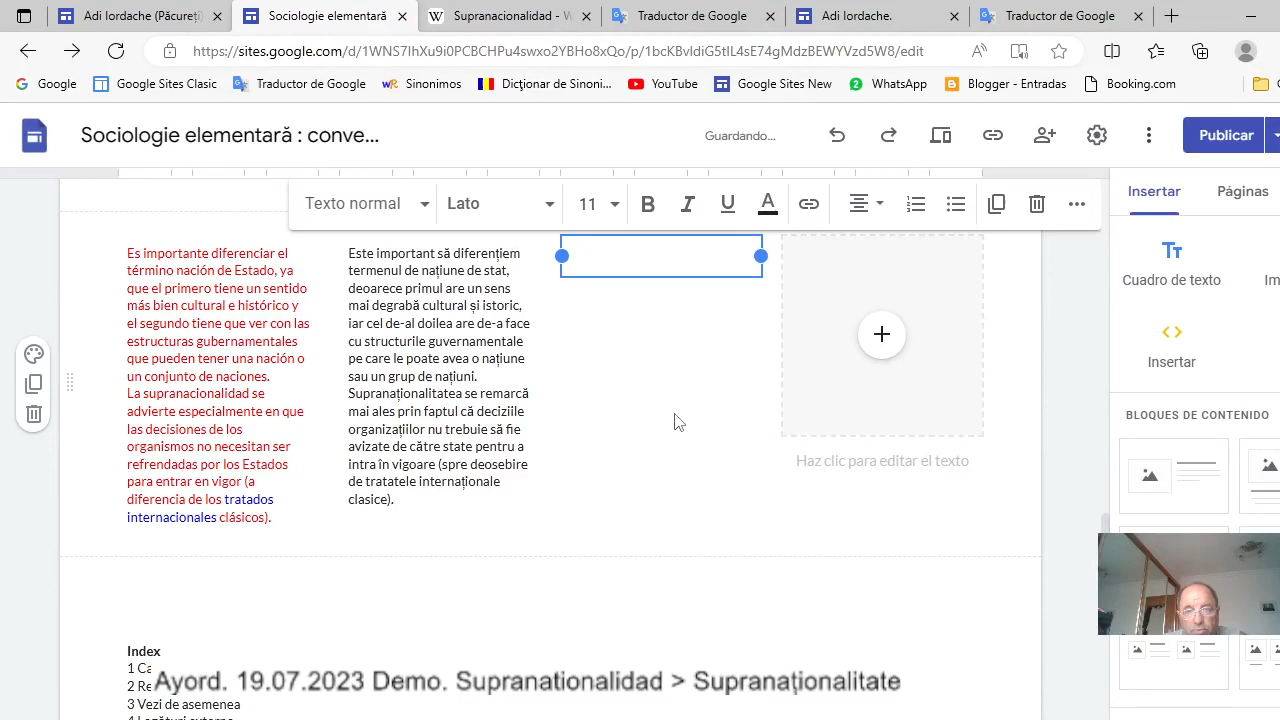 Adi Iordache (Păcureț)
Sociologie elementară
Supranacionalidad - W
Traductor de Google
Adi Iordache.
Traductor de Google
https://sites.google.com/d/1WNS7IhXu9i0PCBCHPu4swxo2YBHo8xQo/p/1bcKBvldiG5tIL4sE74gMdzBEWYVzd5W8/edit
Google
Google Sites Clasic
Traductor de Google
Sinonimos
Dicționar de Sinoni...
YouTube
Google Sites New
WhatsApp
Blogger - Entradas
Booking.com
Sociologie elementară : conve...
Guardando...
Publicar
Texto normal
Lato
11
Insertar
Páginas
Es importante diferenciar el
término nación de Estado, ya
que el primero tiene un sentido
más bien cultural e histórico y
el segundo tiene que ver con las
estructuras gubernamentales
que pueden tener una nación o
un conjunto de naciones.
La supranacionalidad se
advierte especialmente en que
las decisiones de los
organismos no necesitan ser
refrendadas por los Estados
para entrar en vigor (a
diferencia de los tratados
internacionales clásicos).
Este important să diferențiem
termenul de națiune de stat,
deoarece primul are un sens
mai degrabă cultural și istoric,
iar cel de-al doilea are de-a face
cu structurile guvernamentale
pe care le poate avea o națiune
sau un grup de națiuni.
Supranaționalitatea se remarcă
mai ales prin faptul că deciziile
organizațiilor nu trebuie să fie
avizate de către state pentru a
intra în vigoare (spre deosebire
de tratatele internaționale
clasice).
Haz clic para editar el texto
Cuadro de texto
Im
Insertar
BLOQUES DE CONTENIDO
Index
1 Ca
2 Re
3 Vezi de asemenea
Ayord. 19.07.2023 Demo. Supranationalidad > Supranaționalitate